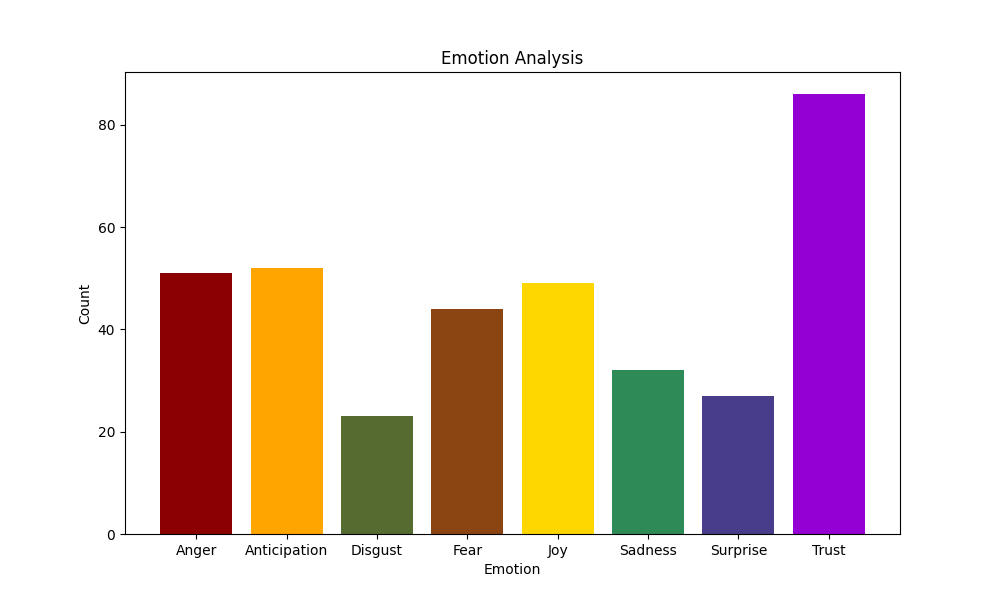 Emotion Analysis
80
60
40
20
0
Count
Anger Anticipation Disgust Fear Joy Sadness Surprise Trust
Emotion